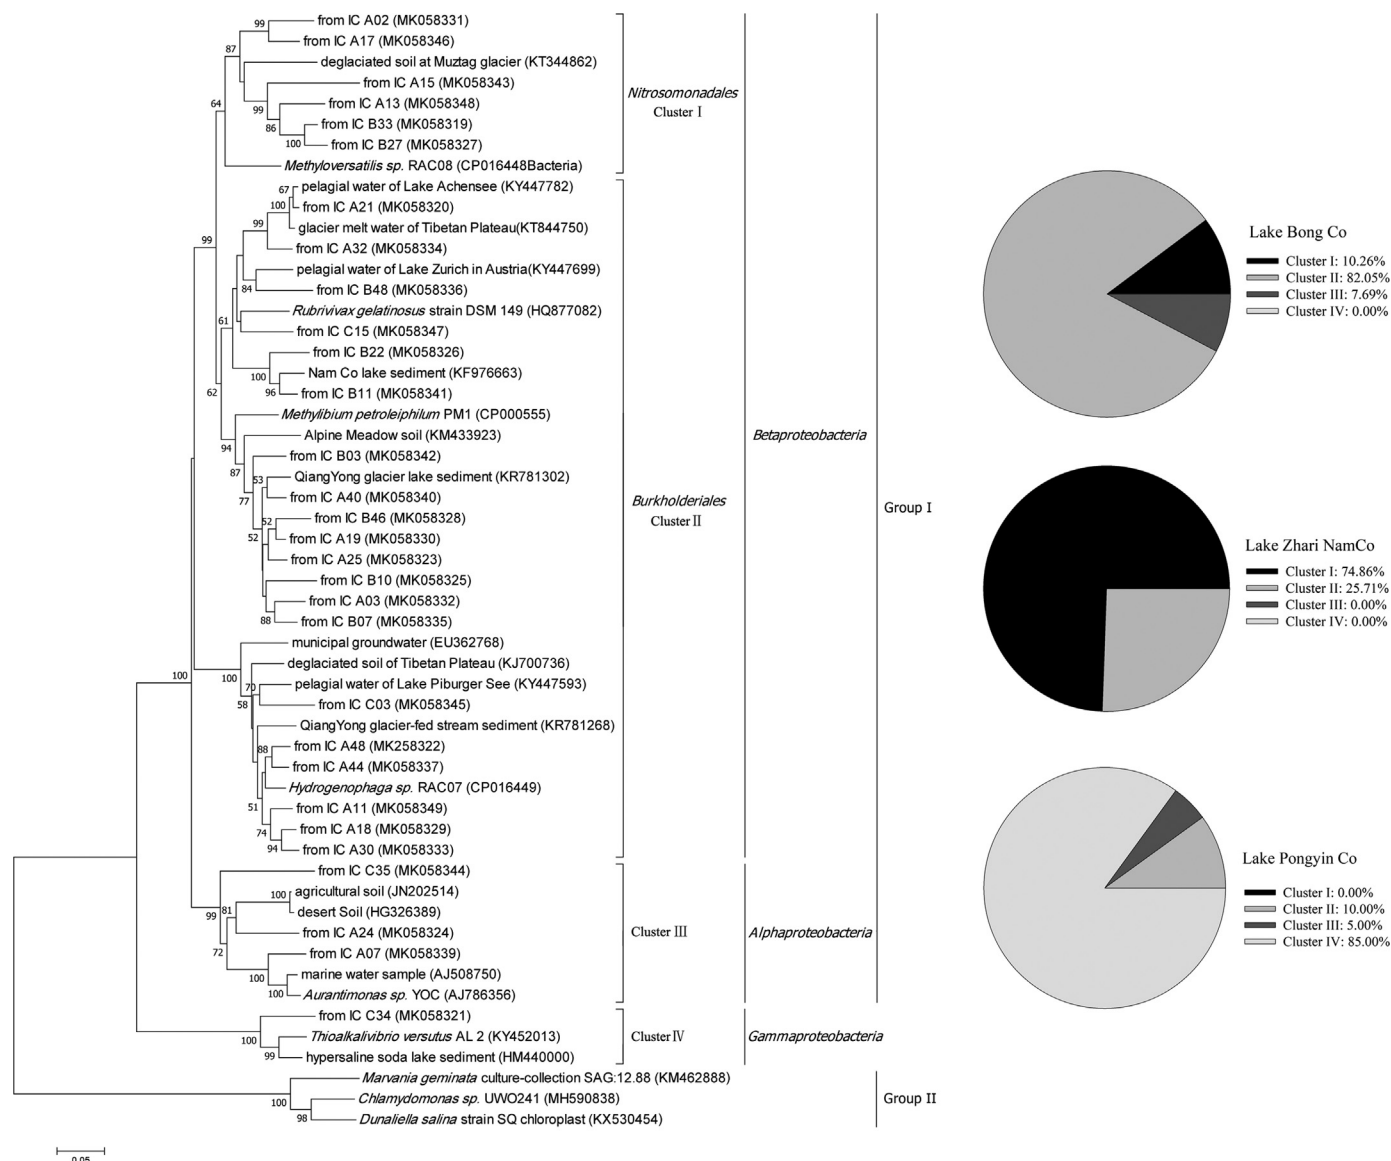 from IC A02 (MK058331)
99
from IC A17 (MK058346)
87
deglaciated soil at Muztag glacier (KT344862)
from IC A15 (MK058343)
Nitrosomonadales
Cluster I
64
99
from IC A13 (MK058348)
86
from IC B33 (MK058319)
100
from IC B27 (MK058327)
Methyloversatilis sp. RAC08 (CP016448Bacteria)
67
pelagial water of Lake Achensee (KY447782)
100
from IC A21 (MK058320)
99
glacier melt water of Tibetan Plateau(KT844750)
from IC A32 (MK058334)
99
pelagial water of Lake Zurich in Austria(KY447699)
84
from IC B48 (MK058336)
61
Rubrivivax gelatinosus strain DSM 149 (HQ877082)
from IC C15 (MK058347)
from IC B22 (MK058326)
100
Nam Co lake sediment (KF976663)
62
96
from IC B11 (MK058341)
Methylibium petroleiphilum PM1 (CP000555)
94
Alpine Meadow soil (KM433923)
Betaproteobacteria
87
from IC B03 (MK058342)
53
QiangYong glacier lake sediment (KR781302)
77
from IC A40 (MK058340)
Burkholderiales
Cluster II
Group I
52
from IC B46 (MK058328)
52
from IC A19 (MK058330)
from IC A25 (MK058323)
from IC B10 (MK058325)
from IC A03 (MK058332)
88
from IC B07 (MK058335)
municipal groundwater (EU362768)
100
100
deglaciated soil of Tibetan Plateau (KJ700736)
70
pelagial water of Lake Piburger See (KY447593)
58
from IC C03 (MK058345)
QiangYong glacier-fed stream sediment (KR781268)
88
from IC A48 (MK258322)
from IC A44 (MK058337)
Hydrogenophaga sp. RAC07 (CP016449)
51
from IC A11 (MK058349)
74
from IC A18 (MK058329)
94
from IC A30 (MK058333)
from IC C35 (MK058344)
100
agricultural soil (JN202514)
99
81
desert Soil (HG326389)
from IC A24 (MK058324)
Cluster III
Alphaproteobacteria
72
from IC A07 (MK058339)
100
marine water sample (AJ508750)
100
Aurantimonas sp. YOC (AJ786356)
from IC C34 (MK058321)
100
Thioalkalivibrio versutus AL 2 (KY452013)
Cluster IV
Gammaproteobacteria
99
hypersaline soda lake sediment (HM440000)
Marvania geminata culture-collection SAG:12.88 (KM462888)
100
Chlamydomonas sp. UWO241 (MH590838)
Group II
98
Dunaliella salina strain SQ chloroplast (KX530454)
0.05
Lake Bong Co
Cluster I: 10.26%
Cluster II: 82.05%
Cluster III: 7.69%
Cluster IV: 0.00%
Lake Zhari NamCo
Cluster I: 74.86%
Cluster II: 25.71%
Cluster III: 0.00%
Cluster IV: 0.00%
Lake Pongyin Co
Cluster I: 0.00%
Cluster II: 10.00%
Cluster III: 5.00%
Cluster IV: 85.00%